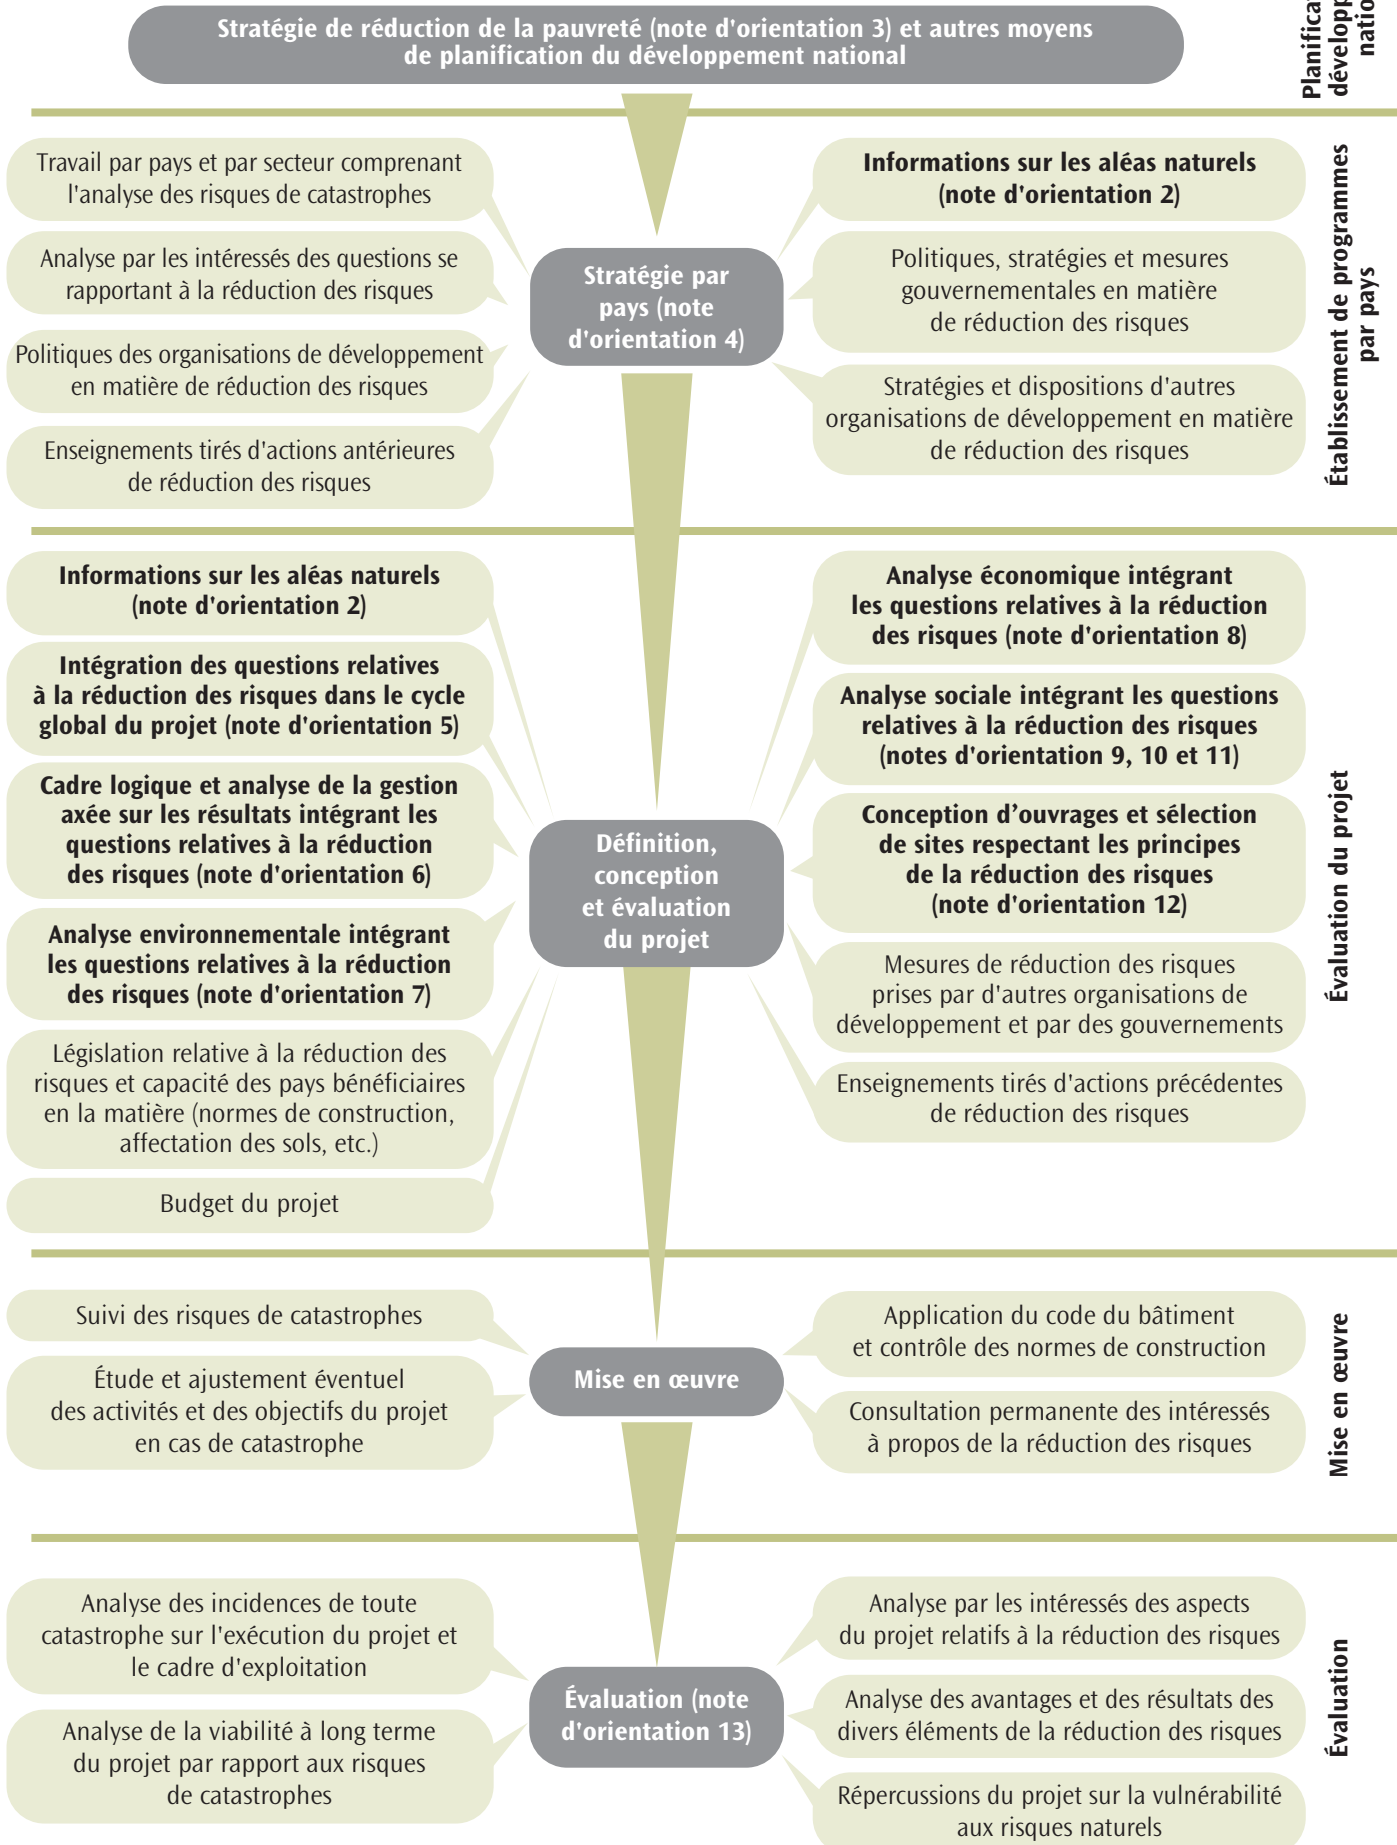 Stratégie de réduction de la pauvreté (note d'orientation 3) et autres moyens
de planification du développement national
Travail par pays et par secteur comprenant
l'analyse des risques de catastrophes
Analyse par les intéressés des questions se
rapportant à la réduction des risques
Politiques des organisations de développement
en matière de réduction des risques
Enseignements tirés d'actions antérieures
de réduction des risques
Stratégie par
pays (note
d'orientation 4)
Informations sur les aléas naturels
(note d'orientation 2)
Politiques, stratégies et mesures
gouvernementales en matière
de réduction des risques
Stratégies et dispositions d'autres
organisations de développement en matière
de réduction des risques
Établissement de programmes
par pays
Informations sur les aléas naturels
(note d'orientation 2)
Intégration des questions relatives
à la réduction des risques dans le cycle
global du projet (note d'orientation 5)
Cadre logique et analyse de la gestion
axée sur les résultats intégrant les
questions relatives à la réduction
des risques (note d'orientation 6)
Analyse environnementale intégrant
les questions relatives à la réduction
des risques (note d'orientation 7)
Législation relative à la réduction des
risques et capacité des pays bénéficiaires
en la matière (normes de construction,
affectation des sols, etc.)
Budget du projet
Définition,
conception
et évaluation
du projet
Analyse économique intégrant
les questions relatives à la réduction
des risques (note d'orientation 8)
Analyse sociale intégrant les questions
relatives à la réduction des risques
(notes d'orientation 9, 10 et 11)
Conception d’ouvrages et sélection
de sites respectant les principes
de la réduction des risques
(note d'orientation 12)
Mesures de réduction des risques
prises par d'autres organisations de
développement et par des gouvernements
Enseignements tirés d'actions précédentes
de réduction des risques
Évaluation du projet
Suivi des risques de catastrophes
Étude et ajustement éventuel
des activités et des objectifs du projet
en cas de catastrophe
Mise en œuvre
Application du code du bâtiment
et contrôle des normes de construction
Consultation permanente des intéressés
à propos de la réduction des risques
Mise en œuvre
Analyse des incidences de toute
catastrophe sur l'exécution du projet et
le cadre d'exploitation
Analyse de la viabilité à long terme
du projet par rapport aux risques
de catastrophes
Évaluation (note
d'orientation 13)
Analyse par les intéressés des aspects
du projet relatifs à la réduction des risques
Analyse des avantages et des résultats des
divers éléments de la réduction des risques
Répercussions du projet sur la vulnérabilité
aux risques naturels
Évaluation